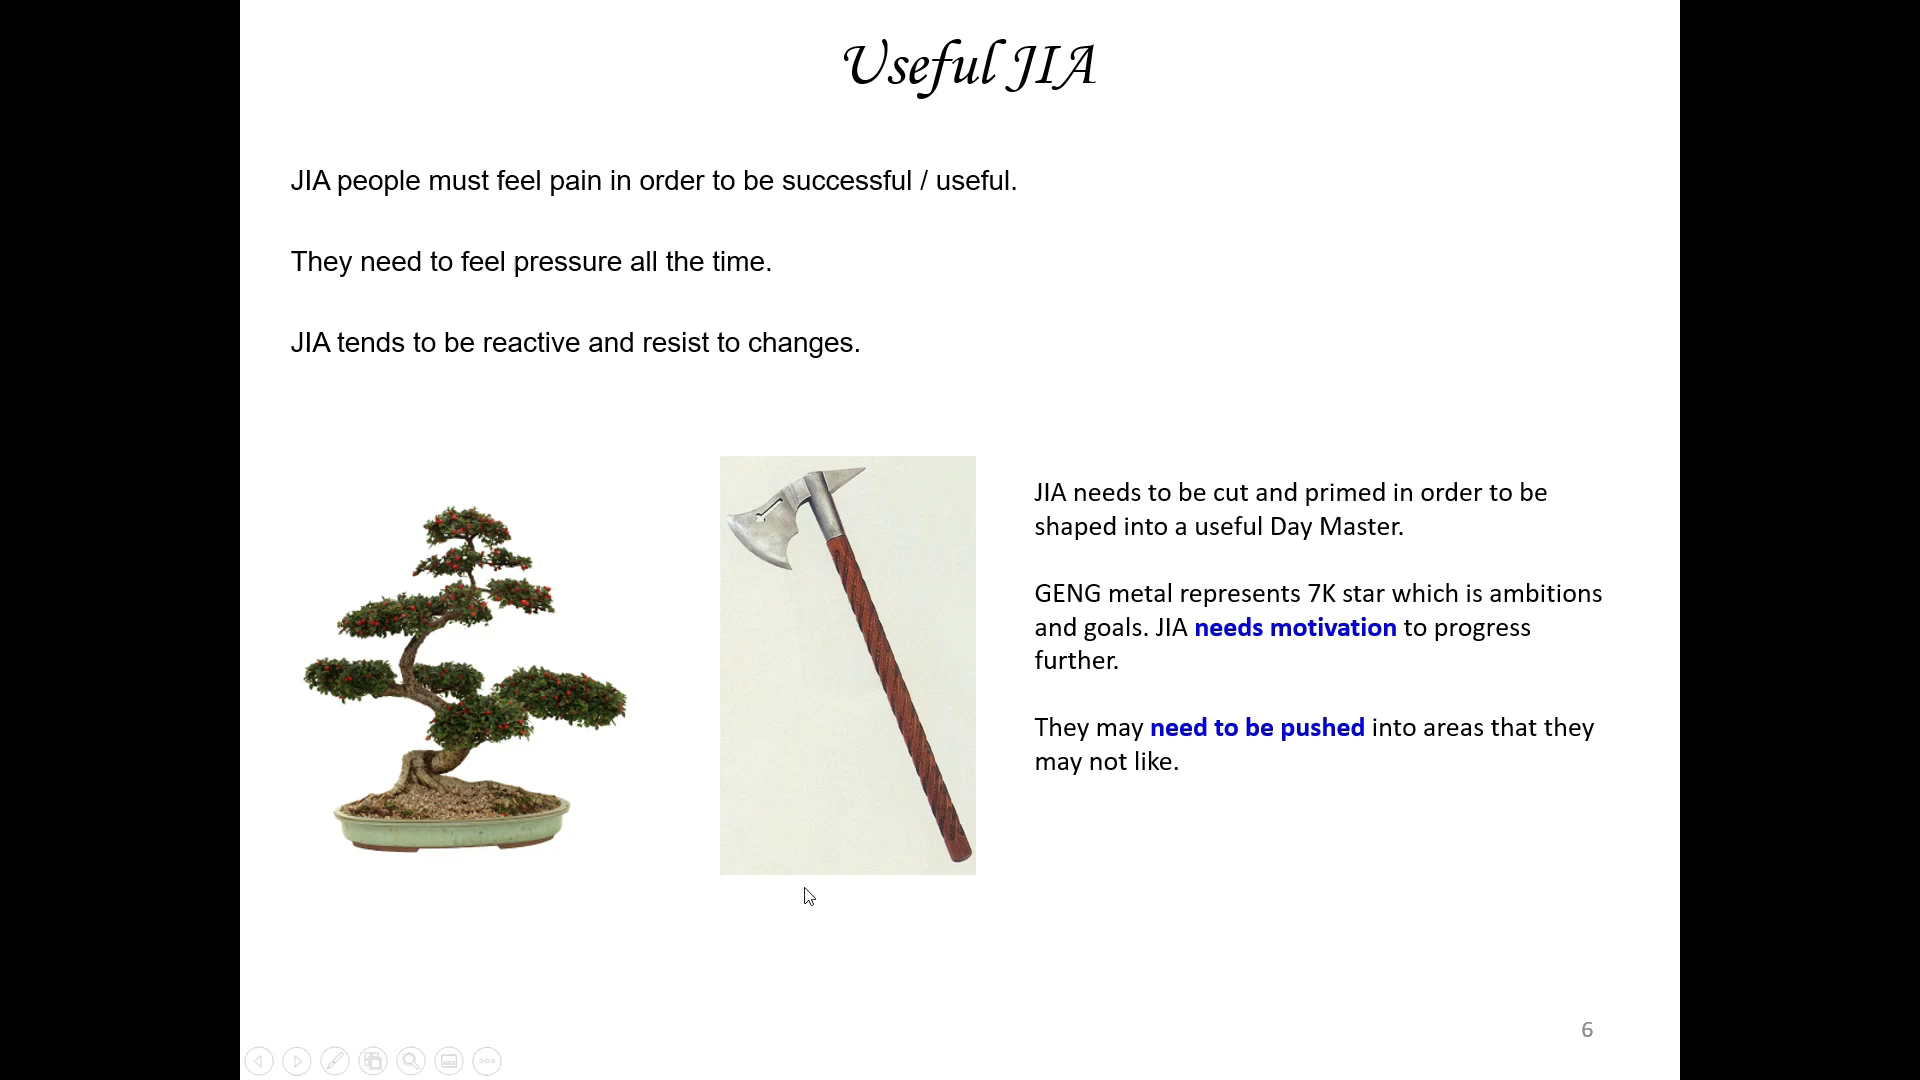 Useful JIA
JIA people must feel pain in order to be successful / useful.
They need to feel pressure all the time.
JIA tends to be reactive and resist to changes.
JIA needs to be cut and primed in order to be
shaped into a useful Day Master.
GENG metal represents 7K star which is ambitions
and goals. JIA needs motivation to progress
further.
They may need to be pushed into areas that they
may not like.
6